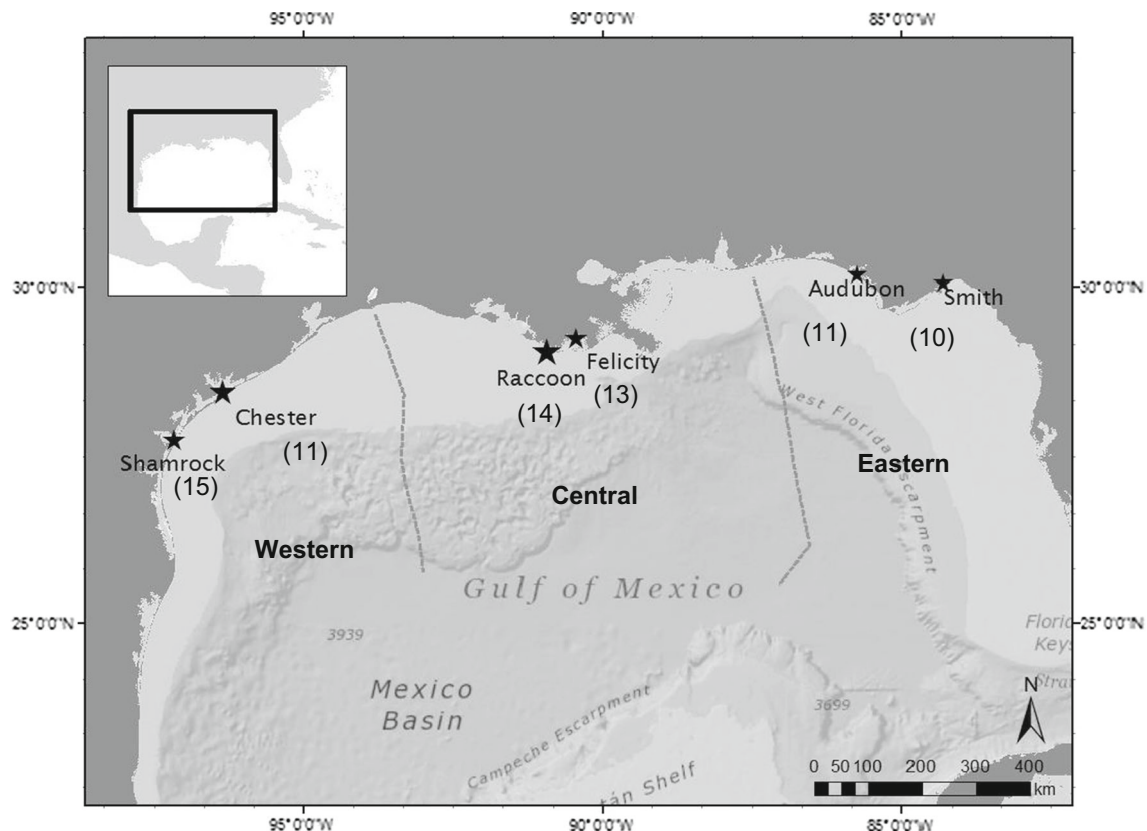 95°0'0"W
90°0'0"W
85°0'0"W
30°0'0"N
30°0'0"N
Audubon
Smith
(11)
(10)
Felicity
Raccoon
(13)
(14)
Chester
(11)
Shamrock
(15)
West Florida Escarpment
Eastern
Central
Western
Gulf of Mexico
25°0'0"N
25°0'0"N
3939
Mexico
Basin
Campeche Escarpment
3699
N
0 50 100 200 300 400
km
95°0'0"W
90°0'0"W
85°0'0"W